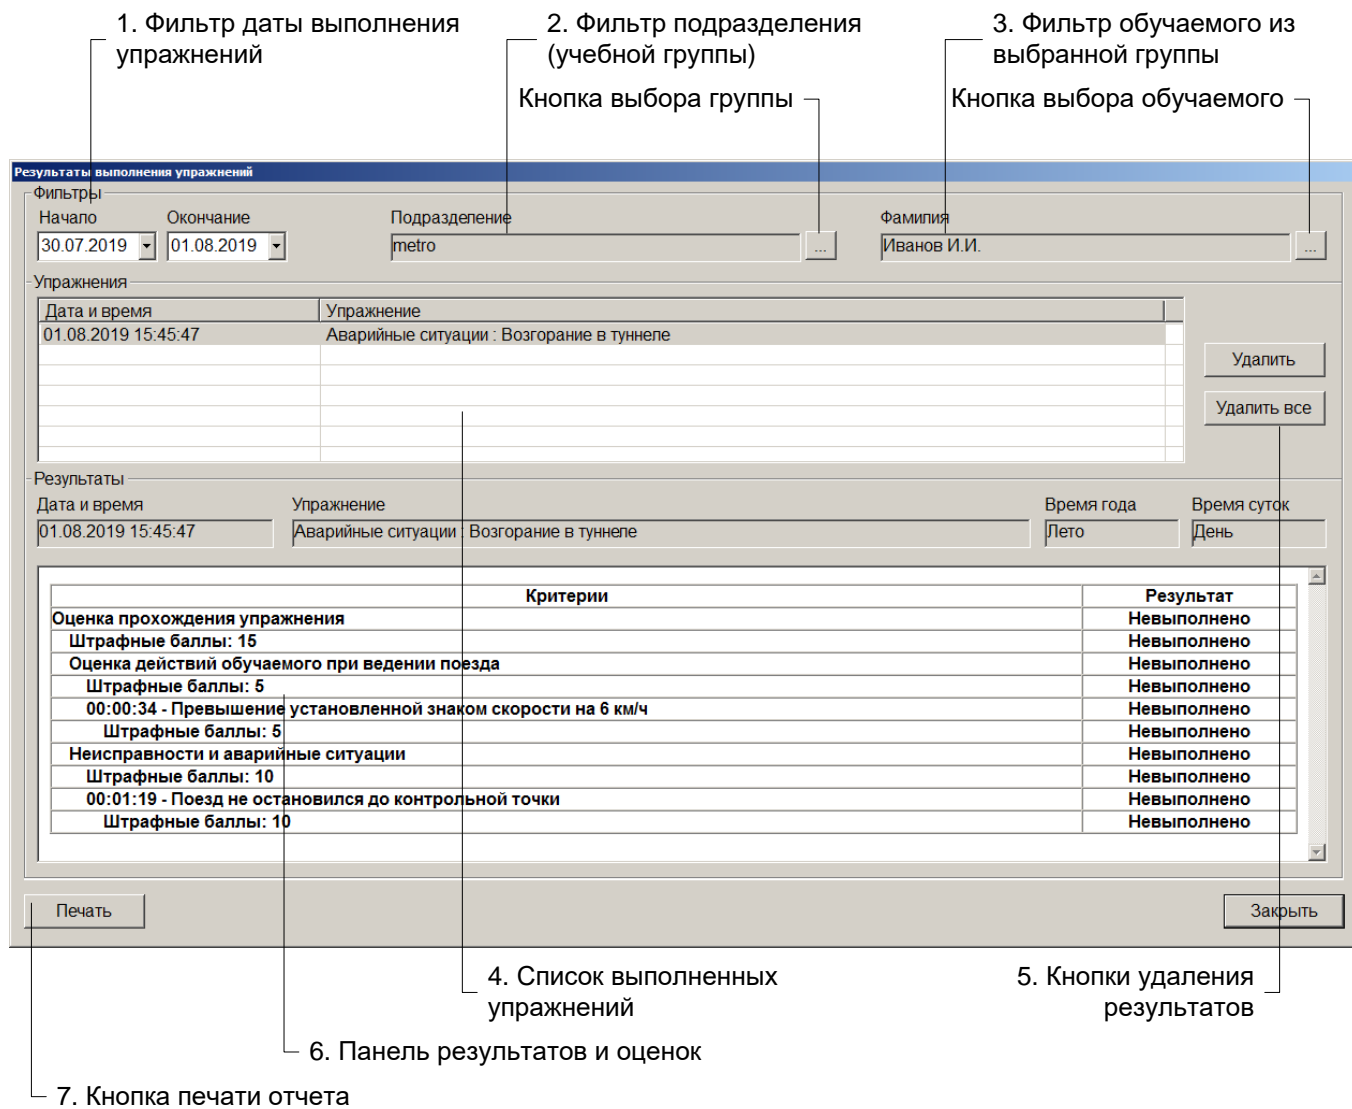 1. Фильтр даты выполнения
упражнений
2. Фильтр подразделения
(учебной группы)
3. Фильтр обучаемого из
выбранной группы
Кнопка выбора группы
Кнопка выбора обучаемого
Результаты выполнения упражнений
Фильтры
Начало Окончание Подразделение Фамилия
30.07.2019 01.08.2019 metro ... Иванов И.И. ...
Упражнения
Дата и время Упражнение
01.08.2019 15:45:47 Аварийные ситуации : Возгорание в туннеле
Удалить
Удалить все
Результаты
Дата и время Упражнение Время года Время суток
01.08.2019 15:45:47 Аварийные ситуации : Возгорание в туннеле Лето День
Критерии Результат
Оценка прохождения упражнения Невыполнено
Штрафные баллы: 15 Невыполнено
Оценка действий обучаемого при ведении поезда Невыполнено
Штрафные баллы: 5 Невыполнено
00:00:34 - Превышение установленной знаком скорости на 6 км/ч Невыполнено
Штрафные баллы: 5 Невыполнено
Неисправности и аварийные ситуации Невыполнено
Штрафные баллы: 10 Невыполнено
00:01:19 - Поезд не остановился до контрольной точки Невыполнено
Штрафные баллы: 10 Невыполнено
Печать Закрыть
4. Список выполненных
упражнений
5. Кнопки удаления
результатов
6. Панель результатов и оценок
7. Кнопка печати отчета